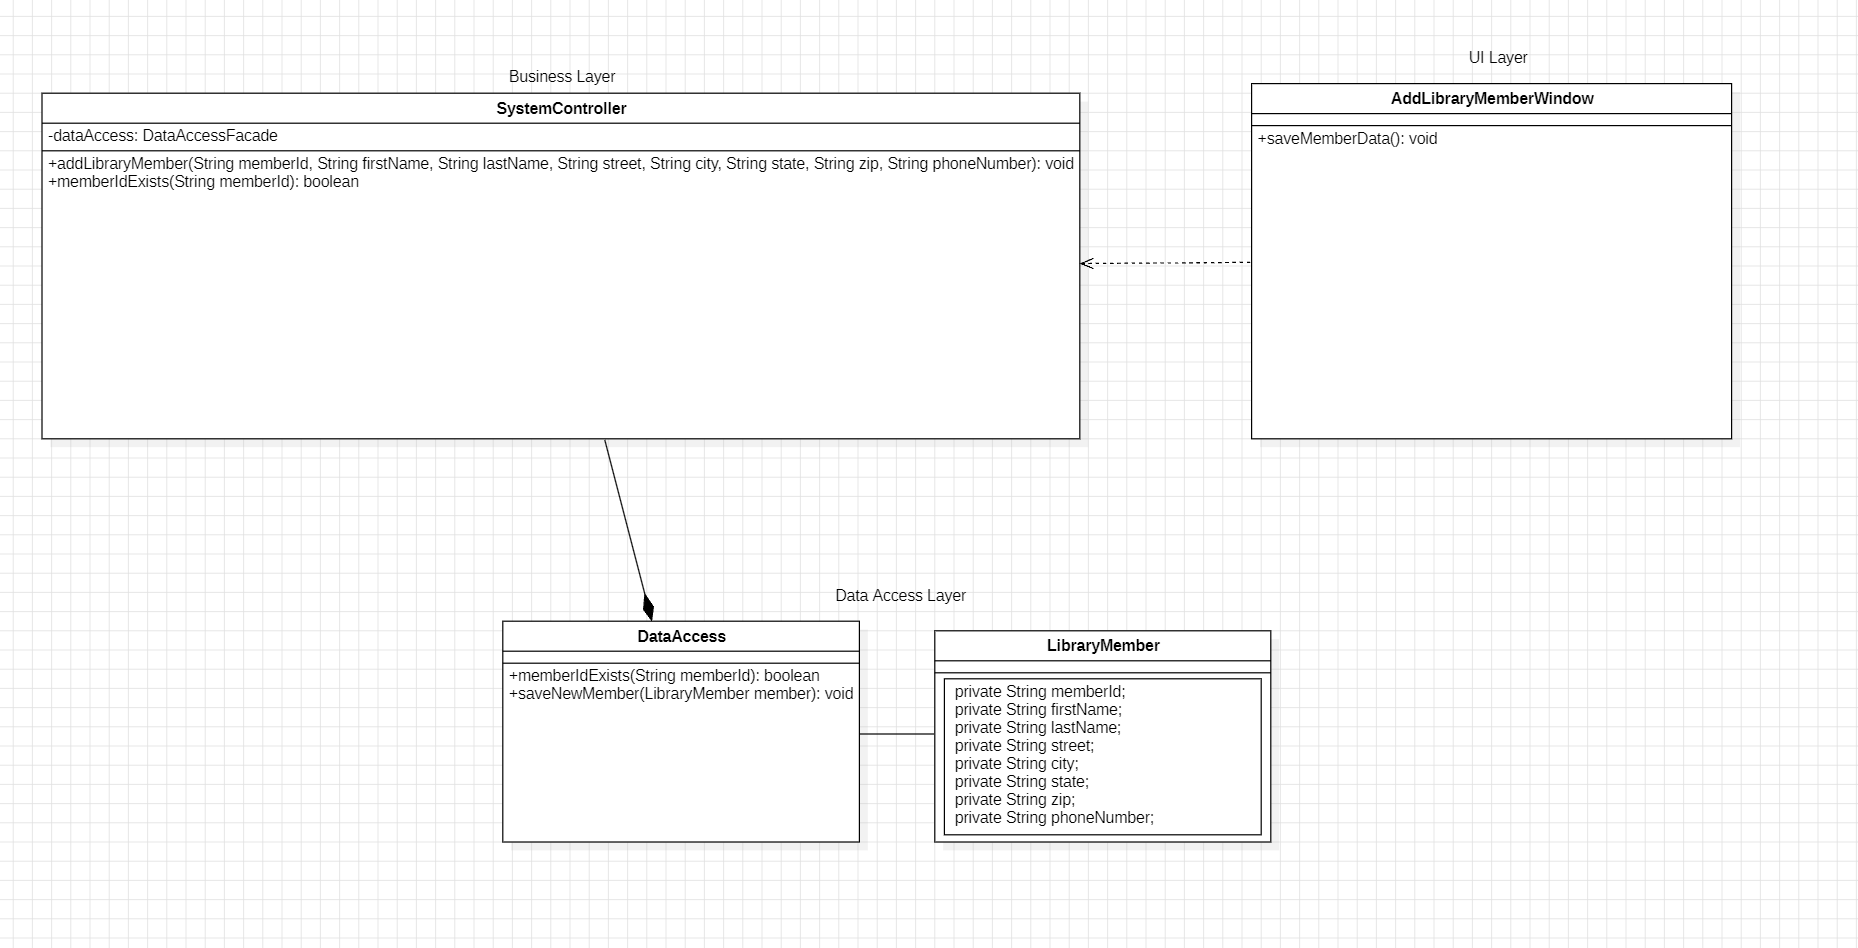 Business Layer
SystemController
-dataAccess: DataAccessFacade
+addLibraryMember(String memberId, String firstName, String lastName, String street, String city, String state, String zip, String phoneNumber): void
+memberIdExists(String memberId): boolean
UI Layer
AddLibraryMemberWindow
+saveMemberData(): void
Data Access Layer
DataAccess
+memberIdExists(String memberId): boolean
+saveNewMember(LibraryMember member): void
LibraryMember
private String memberId;
private String firstName;
private String lastName;
private String street;
private String city;
private String state;
private String zip;
private String phoneNumber;